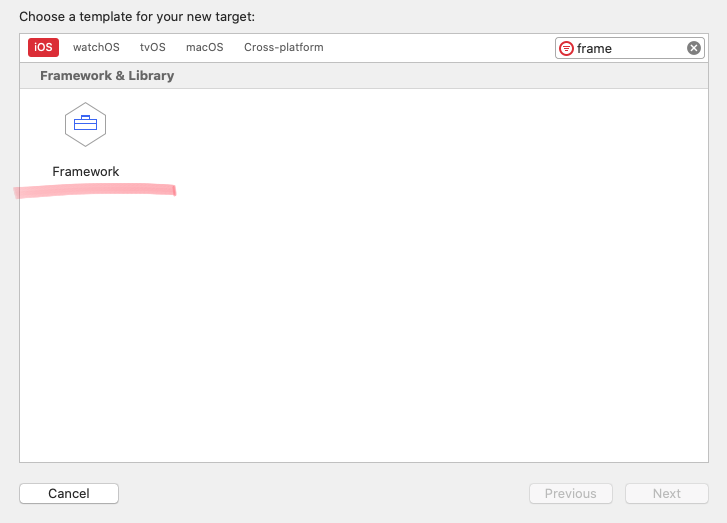 Choose a template for your new target:
iOS watchOS tvOS macOS Cross-platform frame
Framework & Library
Framework
Cancel Previous Next